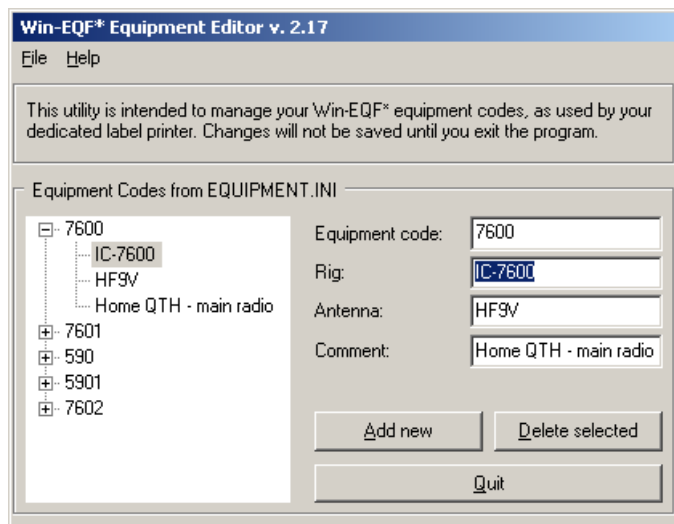 Win-EQF* Equipment Editor v. 2.17
File Help
This utility is intended to manage your Win-EQF* equipment codes, as used by your
dedicated label printer. Changes will not be saved until you exit the program.
Equipment Codes from EQUIPMENT.INI
7600
IC-7600
HF9V
Home QTH - main radio
7601
590
5901
7602
Equipment code: 7600
Rig: IC-7600
Antenna: HF9V
Comment: Home QTH - main radio
Add new Delete selected
Quit